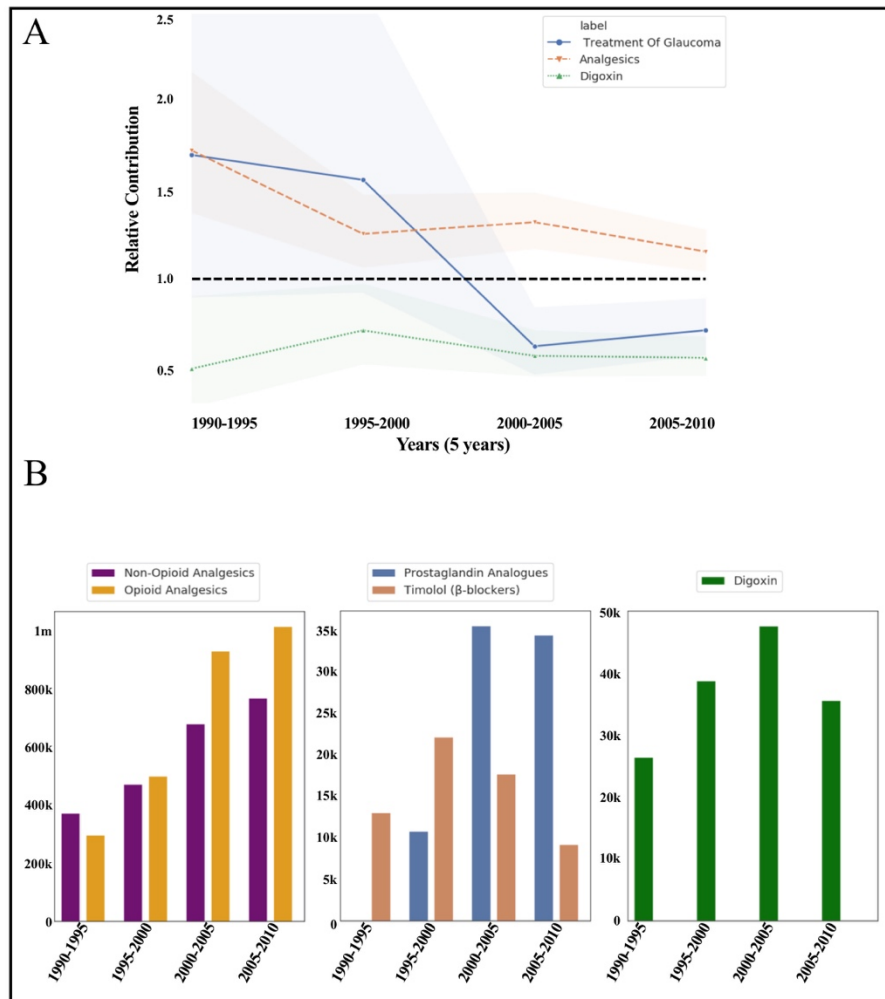 A
2.5
label
Treatment Of Glaucoma
Analgesics
Digoxin
2.0
1.5
1.0
0.5
Relative Contribution
1990-1995 1995-2000 2000-2005 2005-2010
Years (5 years)
B
Non-Opioid Analgesics
Opioid Analgesics
1m
800k
600k
400k
200k
0
1990-1995 1995-2000 2000-2005 2005-2010
Prostaglandin Analogues
Timolol (β-blockers)
35k
30k
25k
20k
15k
10k
5k
0
1990-1995 1995-2000 2000-2005 2005-2010
Digoxin
50k
40k
30k
20k
10k
0
1990-1995 1995-2000 2000-2005 2005-2010